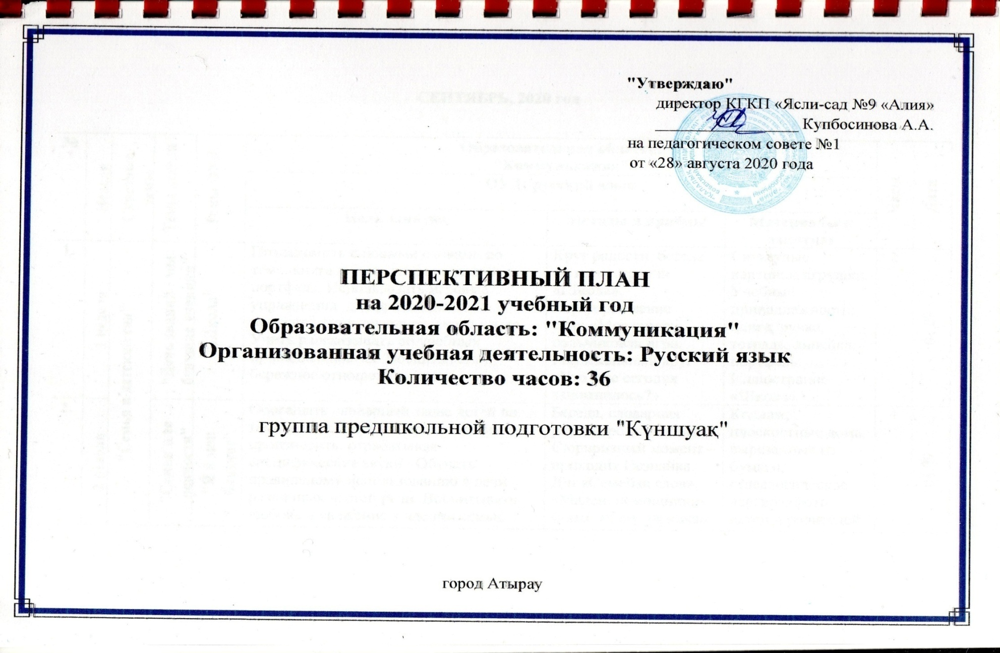 "Утверждаю"
директор КГКП «Ясли-сад №9 «Алия»
Купбосинова А.А.
на педагогическом совете №1
от «28» августа 2020 года
ПЕРСПЕКТИВНЫЙ ПЛАН
на 2020-2021 учебный год
Образовательная область: "Коммуникация"
Организованная учебная деятельность: Русский язык
Количество часов: 36
группа предшкольной подготовки "Күншуақ"
город Атырау